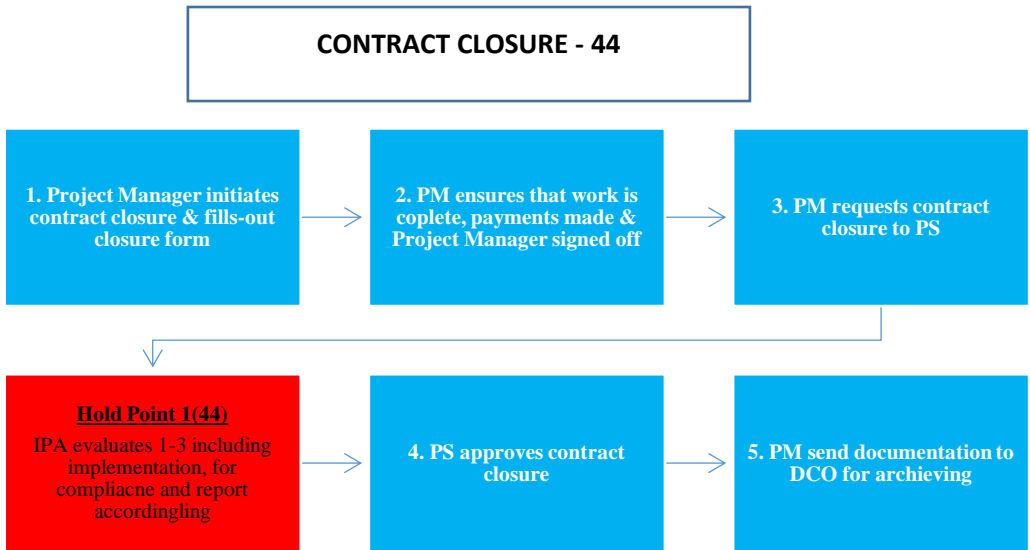 CONTRACT CLOSURE - 44
1. Project Manager initiates
contract closure & fills-out
closure form
2. PM ensures that work is
coplete, payments made &
Project Manager signed off
3. PM requests contract
closure to PS
Hold Point 1(44)
IPA evaluates 1-3 including
implementation, for
compliacne and report
accordingling
4. PS approves contract
closure
5. PM send documentation to
DCO for archieving